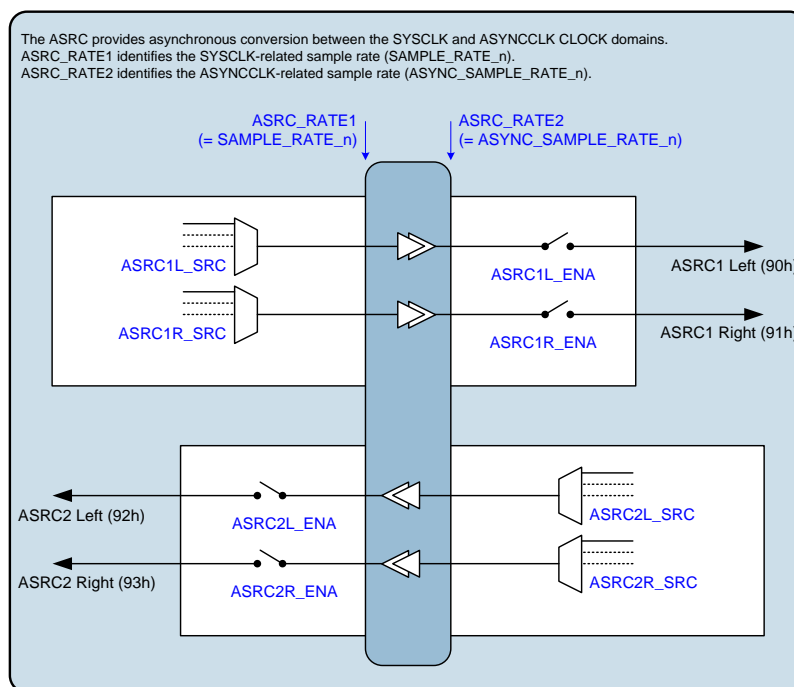 The ASRC provides asynchronous conversion between the SYSCLK and ASYNCCLK CLOCK domains.
ASRC_RATE1 identifies the SYSCLK-related sample rate (SAMPLE_RATE_n).
ASRC_RATE2 identifies the ASYNCCLK-related sample rate (ASYNC_SAMPLE_RATE_n).
ASRC_RATE1
(= SAMPLE_RATE_n)
ASRC_RATE2
(= ASYNC_SAMPLE_RATE_n)
ASRC1L_SRC
ASRC1L_ENA
ASRC1 Left (90h)
ASRC1R_SRC
ASRC1R_ENA
ASRC1 Right (91h)
ASRC2 Left (92h)
ASRC2L_ENA
ASRC2L_SRC
ASRC2 Right (93h)
ASRC2R_ENA
ASRC2R_SRC